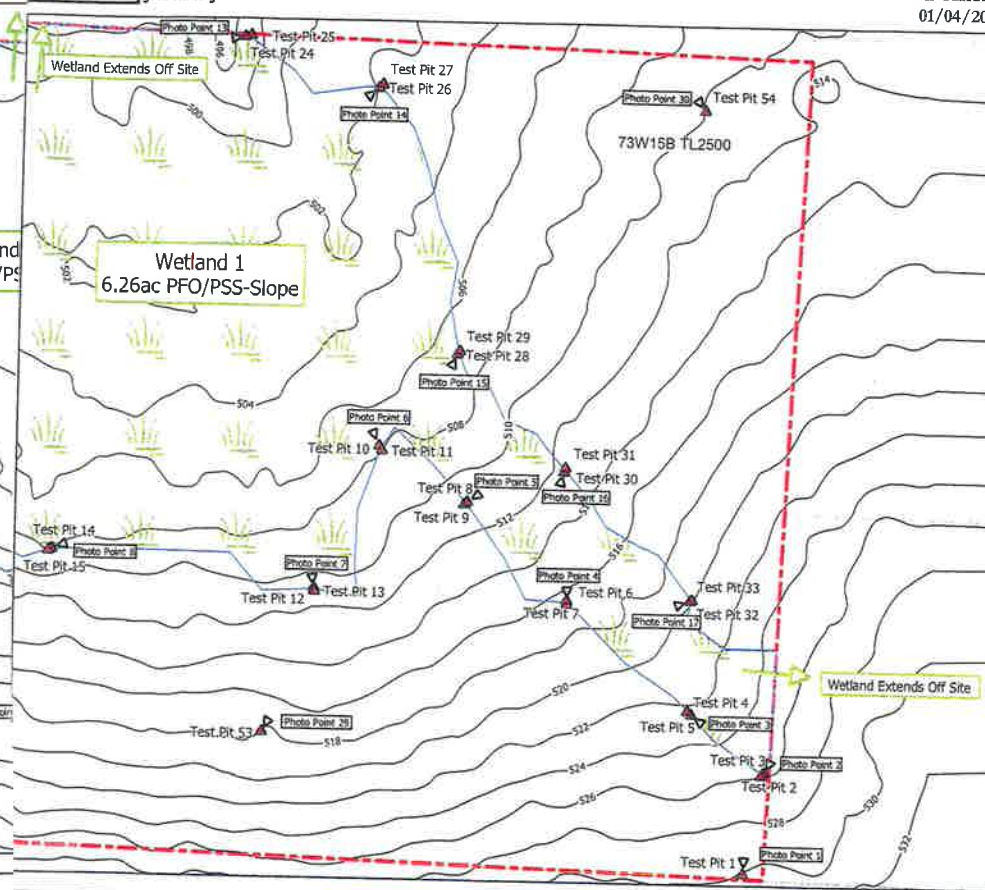 01/04/20
Photo Point 13
Test Pit 25
Test Pit 24
Wetland Extends Off Site
498
496
Test Pit 27
Test Pit 26
Photo Point 14
Photo Point 30
Test Pit 54
514
73W15B TL2500
500
502
Wetland 1
6.26ac PFO/PSS-Slope
502
506
Test Pit 29
Test Pit 28
Photo Point 15
504
Photo Point 6
508
510
Test Pit 10
Test Pit 11
Test Pit 31
Test Pit 30
Photo Point 16
Test Pit 8
Photo Point 5
Test Pit 9
512
516
Test Pit 14
Photo Point 8
Test Pit 15
Photo Point 7
Test Pit 12
Test Pit 13
Photo Point 4
Test Pit 6
Test Pit 7
Test Pit 33
Test Pit 32
Photo Point 17
Wetland Extends Off Site
520
Test Pit 4
Test Pit 5
Photo Point 3
Photo Point 29
Test Pit 53
518
522
524
Test Pit 3
Photo Point 2
Test Pit 2
526
528
530
532
Test Pit 1
Photo Point 1